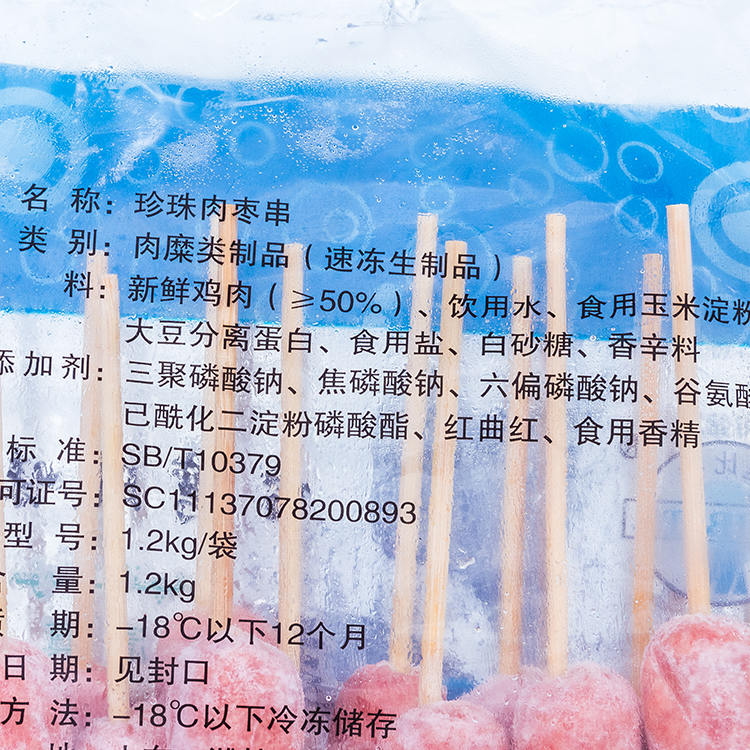 名 称：珍珠肉枣串
类 别：肉糜类制品（速冻生制品）
料：新鲜鸡肉（≥50%）、饮用水、食用玉米淀粉
大豆分离蛋白、食用盐、白砂糖、香辛料
添加剂：三聚磷酸钠、焦磷酸钠、六偏磷酸钠、谷氨酸
已酰化二淀粉磷酸酯、红曲红、食用香精
标 准：SB/T10379
可证号：SC11137078200893
型 号：1.2kg/袋
含 量：1.2kg
质 期：-18℃以下12个月
日 期：见封口
方 法：-18℃以下冷冻储存